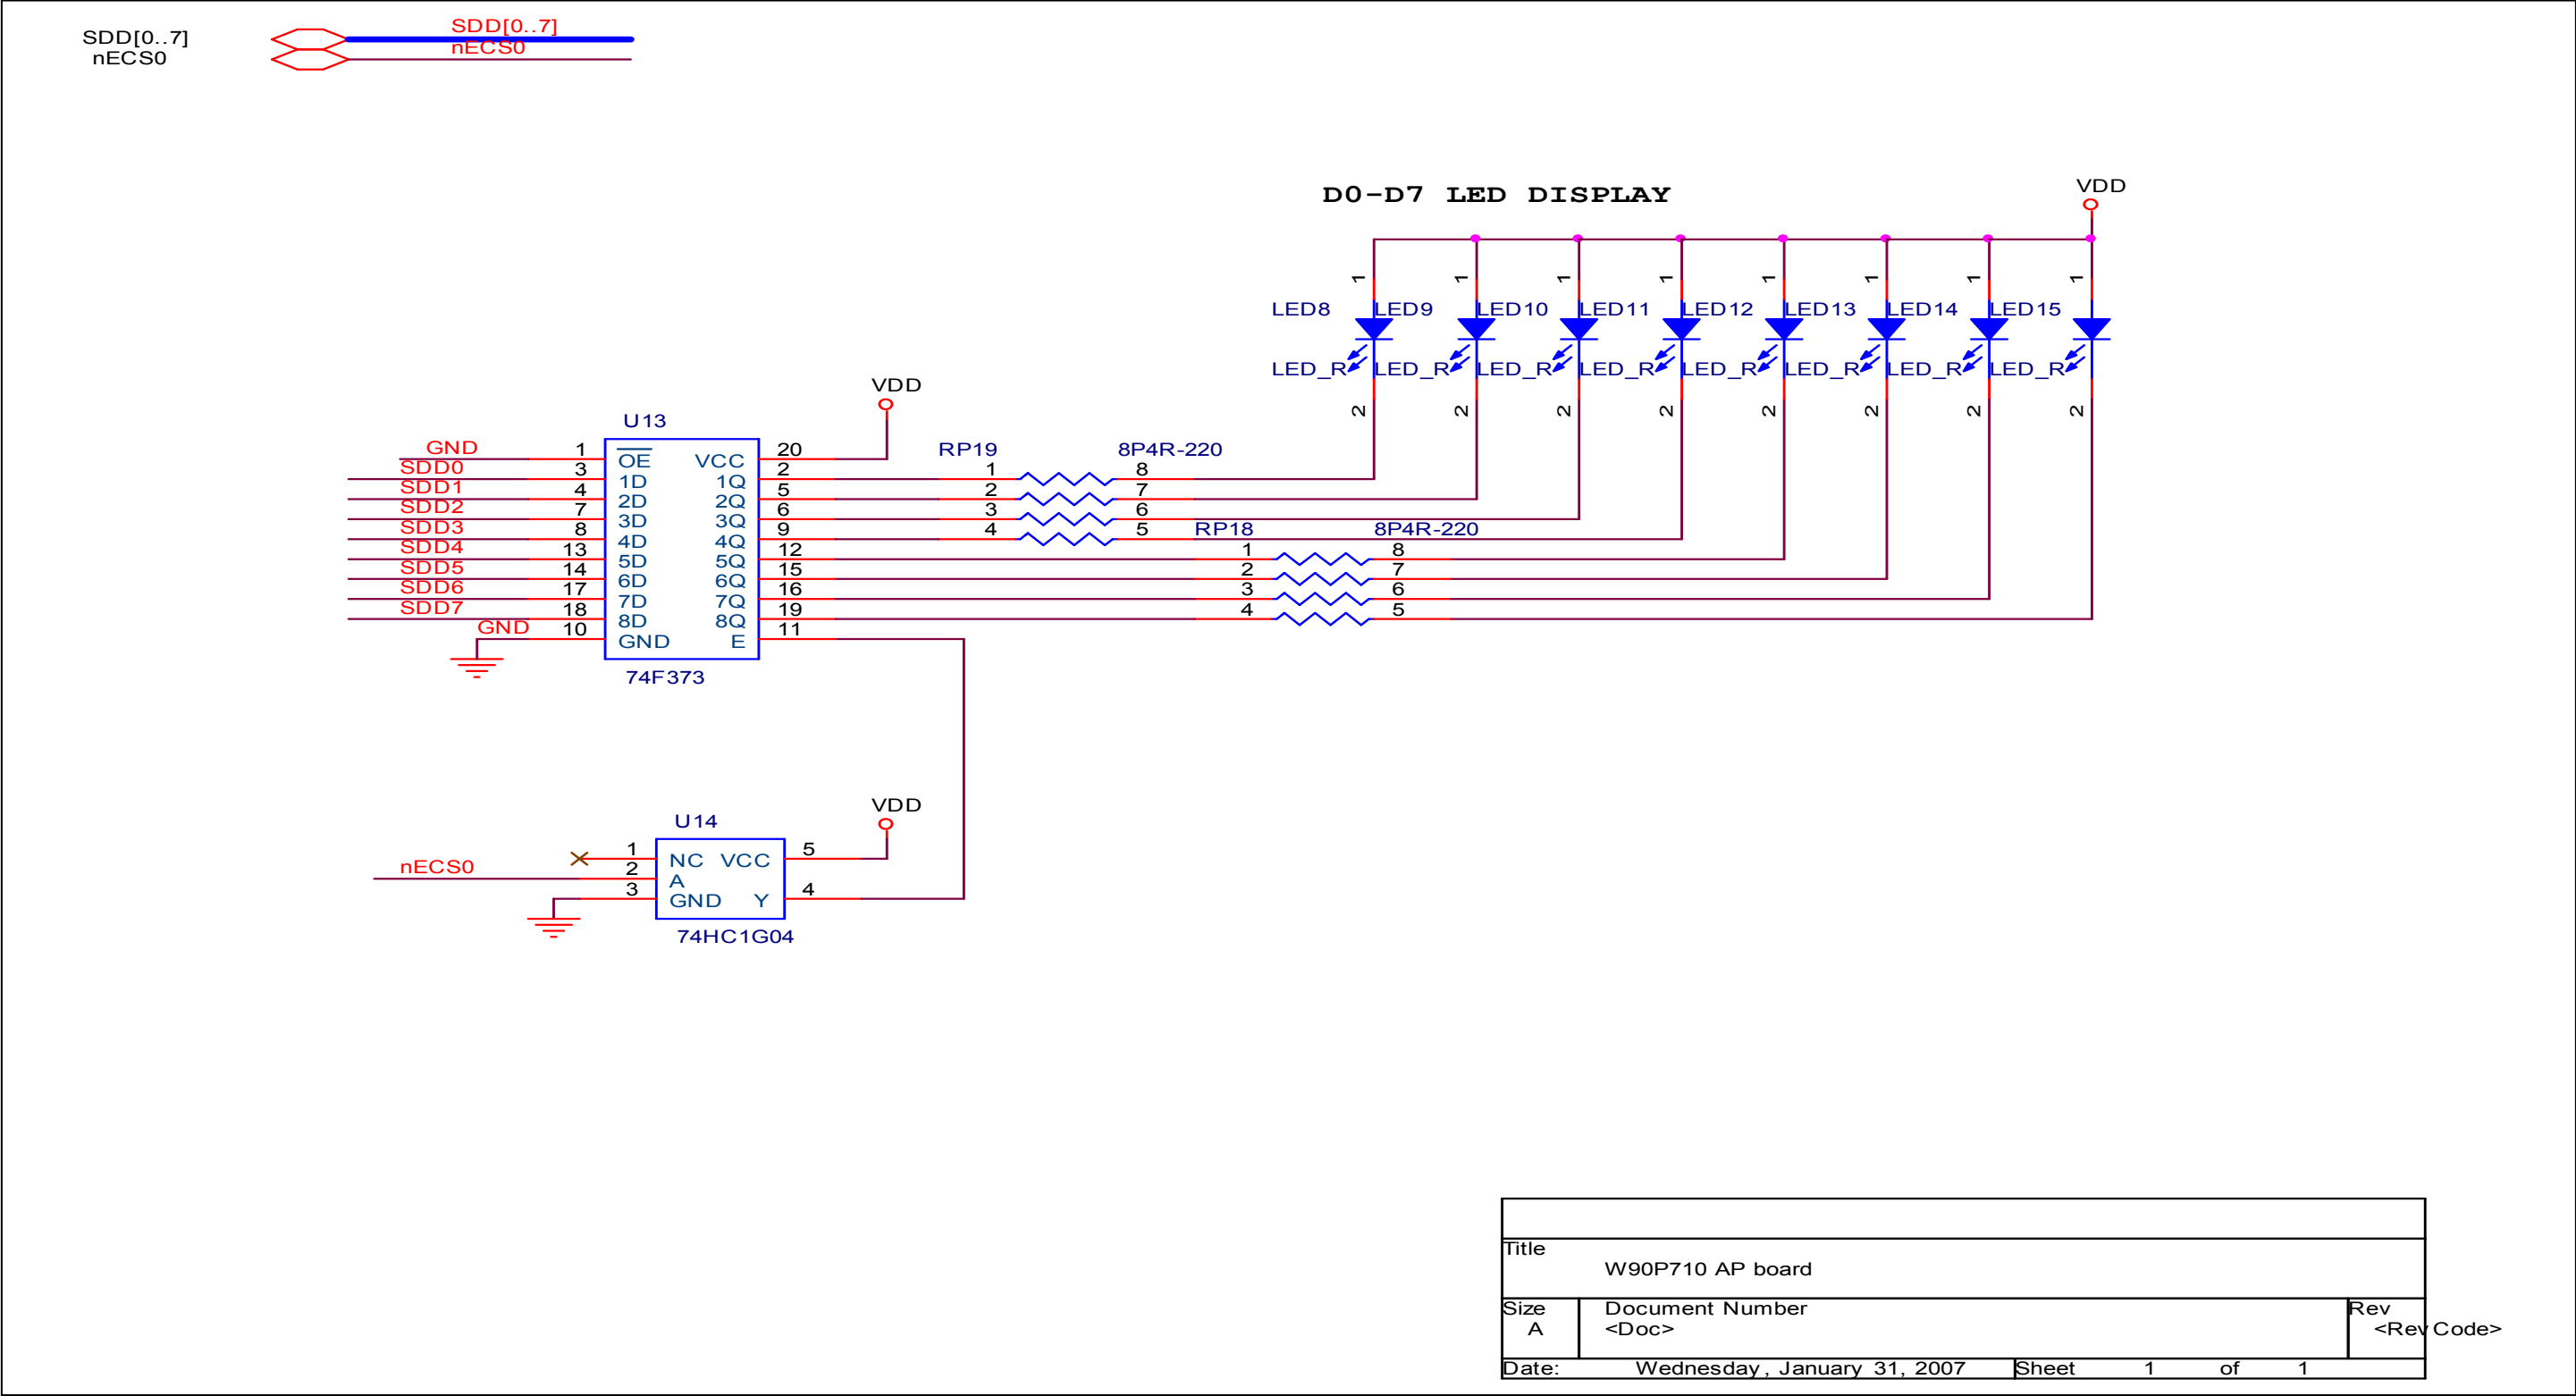 SDD[0..7]
nECS0
SDD[0..7]
nECS0
D0-D7 LED DISPLAY
VDD
1 1 1 1 1 1 1 1
LED8 LED9 LED10 LED11 LED12 LED13 LED14 LED15
LED_R LED_R LED_R LED_R LED_R LED_R LED_R LED_R
2 2 2 2 2 2 2 2
VDD
U13
GND 1 OE VCC 20
SDD0 3 1D 1Q 2
SDD1 4 2D 2Q 5
SDD2 7 3D 3Q 6
SDD3 8 4D 4Q 9
SDD4 13 5D 5Q 12
SDD5 14 6D 6Q 15
SDD6 17 7D 7Q 16
SDD7 18 8D 8Q 19
GND 10 GND E 11
74F373
RP19 8P4R-220
1 8
2 7
3 6
4 5
RP18 8P4R-220
1 8
2 7
3 6
4 5
VDD
U14
1 NC VCC 5
nECS0 2 A
3 GND Y 4
74HC1G04
Title
W90P710 AP board
Size Document Number Rev
A <Doc> <RevCode>
Date: Wednesday, January 31, 2007 Sheet 1 of 1